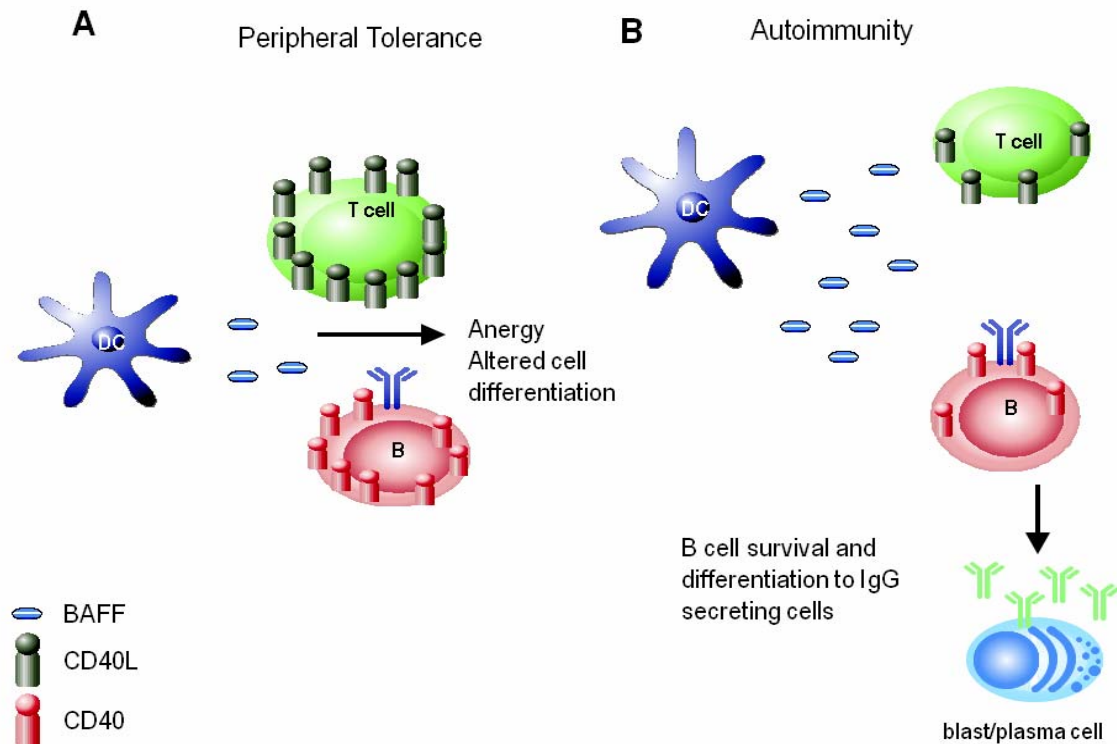 A
Peripheral Tolerance
T cell
DC
Anergy
Altered cell
differentiation
B
BAFF
CD40L
CD40
B
Autoimmunity
T cell
DC
B
B cell survival and
differentiation to IgG
secreting cells
blast/plasma cell